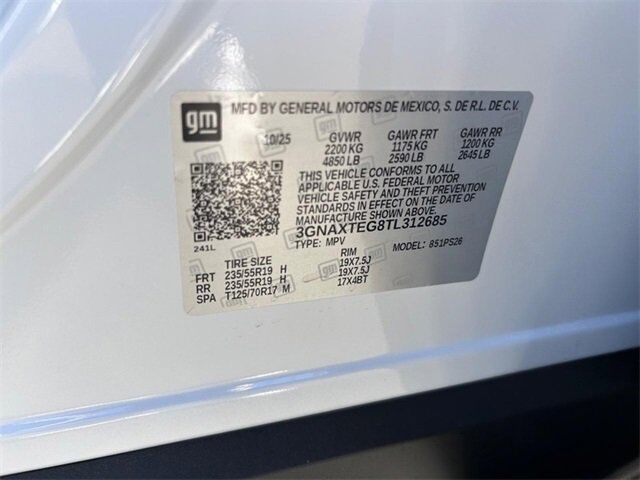 gm
MFD BY GENERAL MOTORS DE MEXICO, S. DE R.L. DE C.V.
10/25 GVWR GAWR FRT GAWR RR
2200 KG 1175 KG 1200 KG
4850 LB 2590 LB 2645 LB
THIS VEHICLE CONFORMS TO ALL
APPLICABLE U.S. FEDERAL MOTOR
VEHICLE SAFETY AND THEFT PREVENTION
STANDARDS IN EFFECT ON THE DATE OF
MANUFACTURE SHOWN ABOVE.
3GNAXTEG8TL312685
241L TYPE: MPV MODEL: 851PS26
TIRE SIZE RIM
FRT 235/55R19 H 19X7.5J
RR 235/55R19 H 19X7.5J
SPA T125/70R17 M 17X4BT